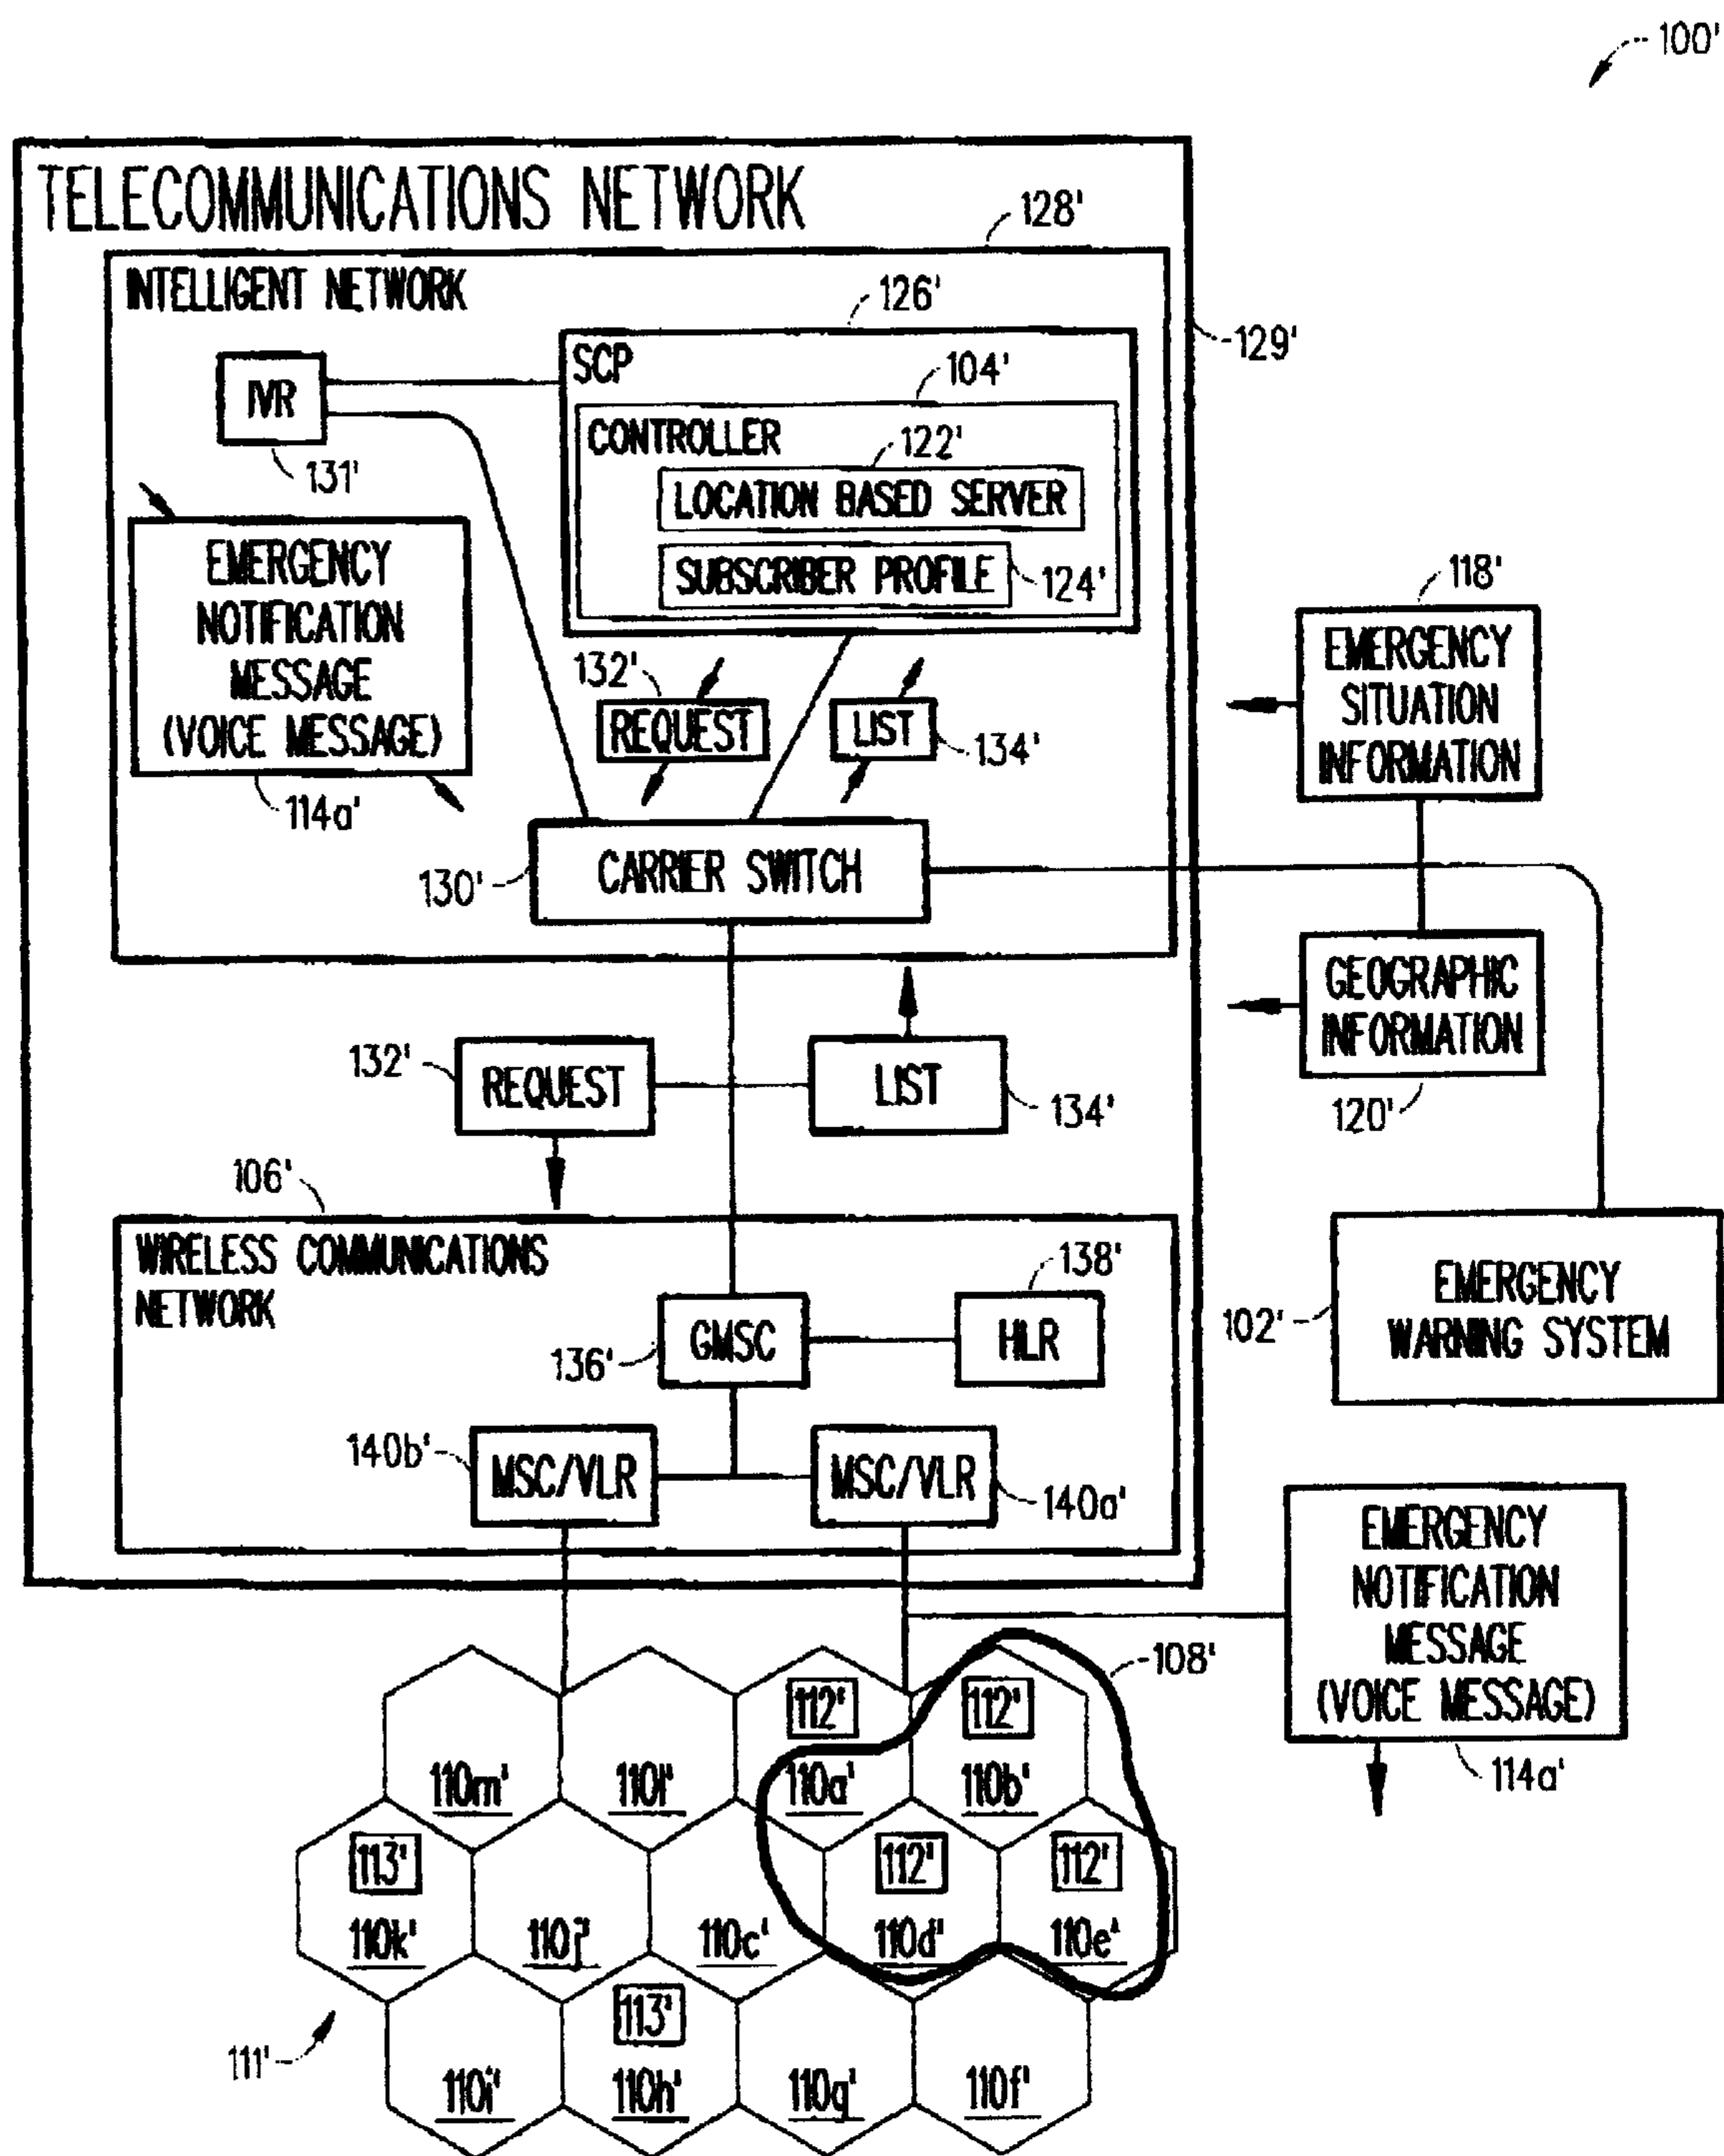 100'
TELECOMMUNICATIONS NETWORK
128'
INTELLIGENT NETWORK
126'
129'
SCP
IVR
131'
104'
CONTROLLER
122'
LOCATION BASED SERVER
SUBSCRIBER PROFILE
124'
EMERGENCY
NOTIFICATION
MESSAGE
(VOICE MESSAGE)
114a'
132'
REQUEST
LIST
134'
118'
EMERGENCY
SITUATION
INFORMATION
130'
CARRIER SWITCH
GEOGRAPHIC
INFORMATION
120'
132'
REQUEST
LIST
134'
106'
WIRELESS COMMUNICATIONS
NETWORK
138'
GMSC
136'
HLR
102'
EMERGENCY
WARNING SYSTEM
140b'
MSC/VLR
MSC/VLR
140a'
EMERGENCY
NOTIFICATION
MESSAGE
(VOICE MESSAGE)
114a'
108'
112'
112'
110m'
110l'
110a'
110b'
113'
112'
112'
110k'
110j'
110c'
110d'
110e'
113'
111'
110i'
110h'
110g'
110f'